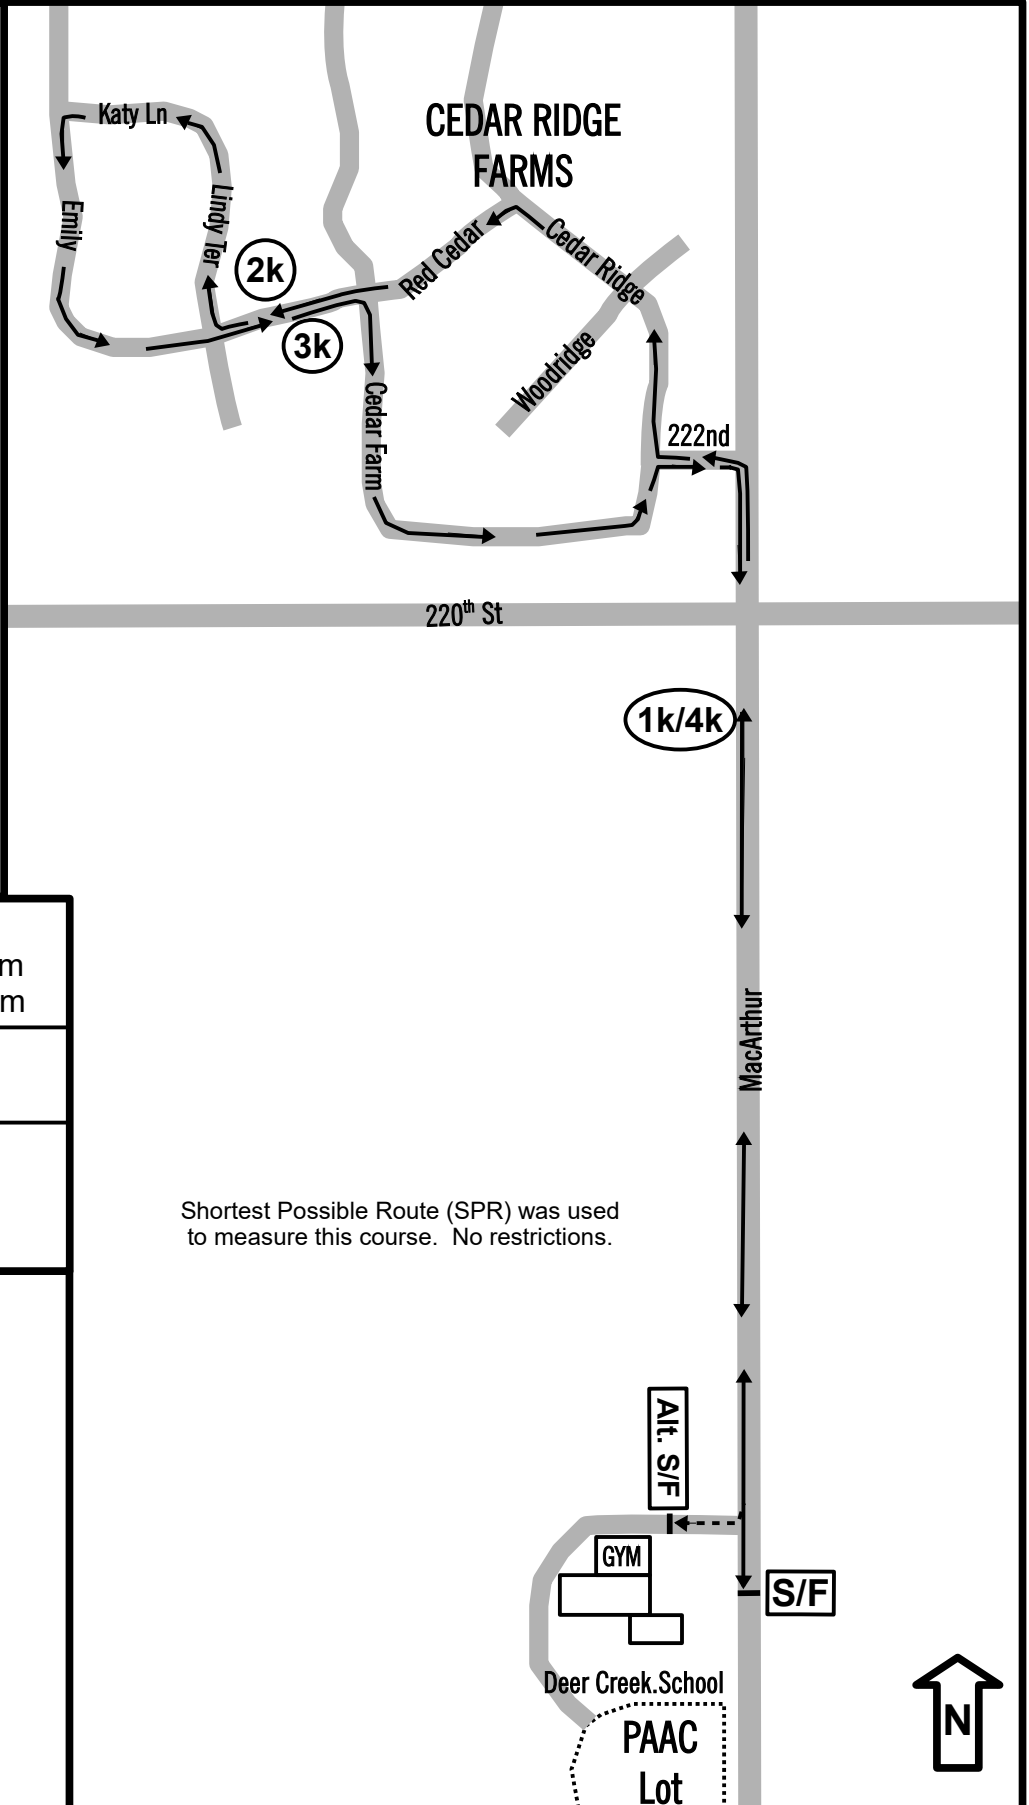 Katy Ln
CEDAR RIDGE
FARMS
Emily
Lindy Ter
Red Cedar
Cedar Ridge
2k
3k
Woodridge
Cedar Farm
222nd
220th St
1k/4k
m
m
MacArthur
Shortest Possible Route (SPR) was used
to measure this course.  No restrictions.
Alt. S/F
GYM
S/F
Deer Creek.School
PAAC
Lot
N